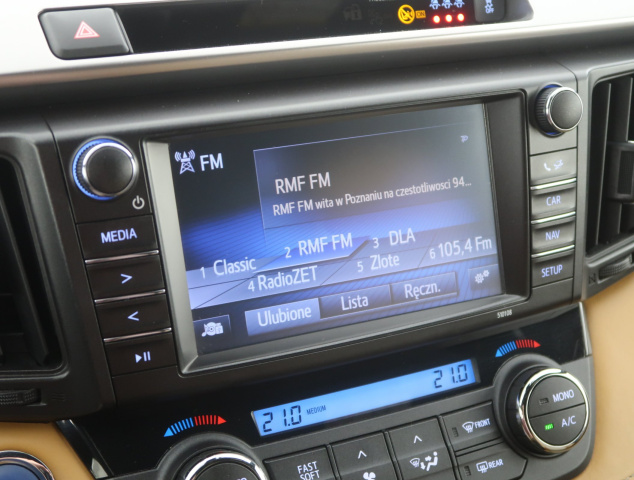 FM
RMF FM
RMF FM wita w Poznaniu na czestotliwosci 94...
1 Classic 2 RMF FM 3 DLA
4 RadioZET 5 Zlote 6 105,4 Fm
Ulubione Lista Ręczn.
MEDIA
>
<
CAR
NAV
SETUP
510108
21.0 MEDIUM 21.0
MONO
A/C
FRONT
REAR
FAST
SOFT